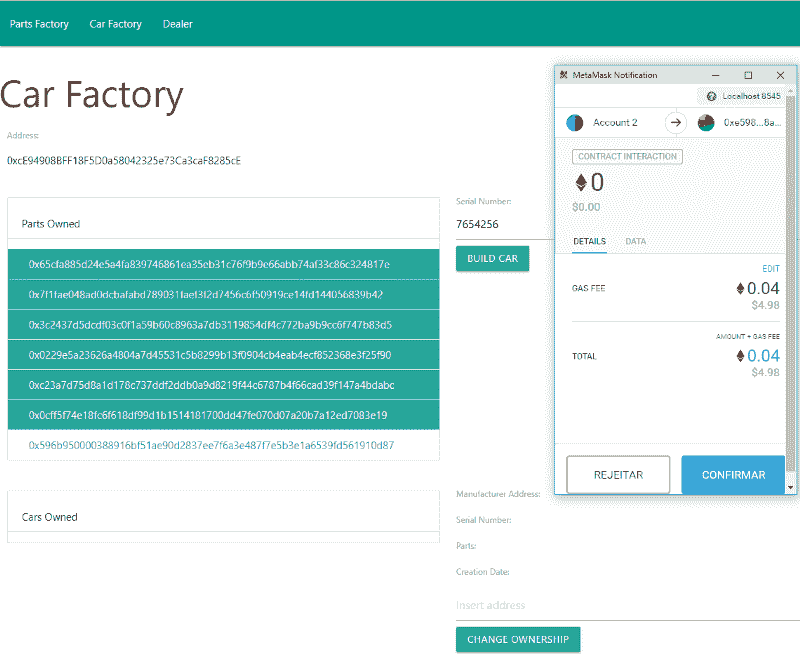 Parts Factory Car Factory Dealer
Car Factory
Address:
0xcE94908BFF18F5D0a58042325e73Ca3caF8285cE
Parts Owned
0x65cfa885d24e5a4fa839746861ea35eb31c76f9b9e66abb74af33c86c324817e
0x7f1fae048ad0dcbafabd789031faef3f2d7456c6f50919ce14fd144056839b42
0x3c2437d5dcdf03c0f1a59b60c8963a7db3119854df4c772ba9b9cc6f747b83d5
0x0229e5a23626a4804a7d45531c5b8299b13f0904cb4eab4ecf852368e3f25f90
0xc23a7d75d8a1d178c737ddf2ddb0a9d8219f44c6787b4f66cad39f147a4bdabc
0x0cff5f74e18fc6f618df99d1b1514181700dd47fe070d07a20b7a12ed7083e19
0x596b950000388916bf51ae90d2837ee7f6a3e487f7e5b3e1a6539fd561910d87
Cars Owned
Serial Number:
7654256
BUILD CAR
MetaMask Notification
Localhost 8545
Account 2
0xe598...8a...
CONTRACT INTERACTION
0
$0.00
DETAILS DATA
EDIT
GAS FEE 0.04
$4.98
AMOUNT + GAS FEE
TOTAL 0.04
$4.98
REJEITAR CONFIRMAR
Manufacturer Address:
Serial Number:
Parts:
Creation Date:
Insert address
CHANGE OWNERSHIP